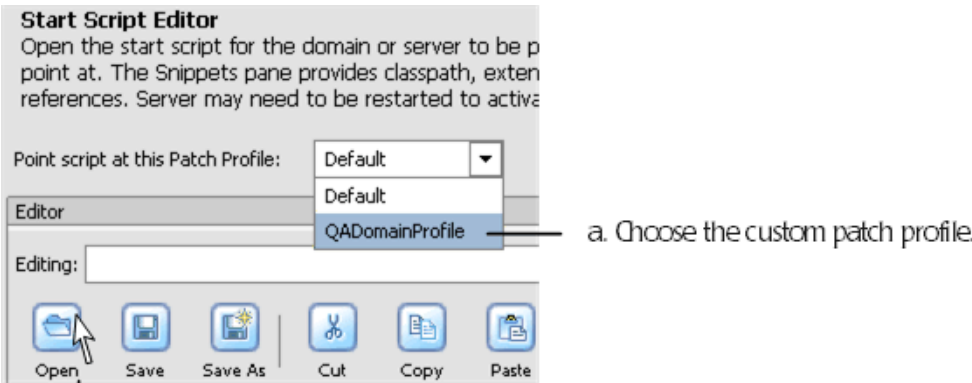 Start Script Editor
Open the start script for the domain or server to be p
point at. The Snippets pane provides classpath, exten
references. Server may need to be restarted to activa
Point script at this Patch Profile:
Default
Default
QADomainProfile
a. Choose the custom patch profile.
Editor
Editing:
Open
Save
Save As
Cut
Copy
Paste